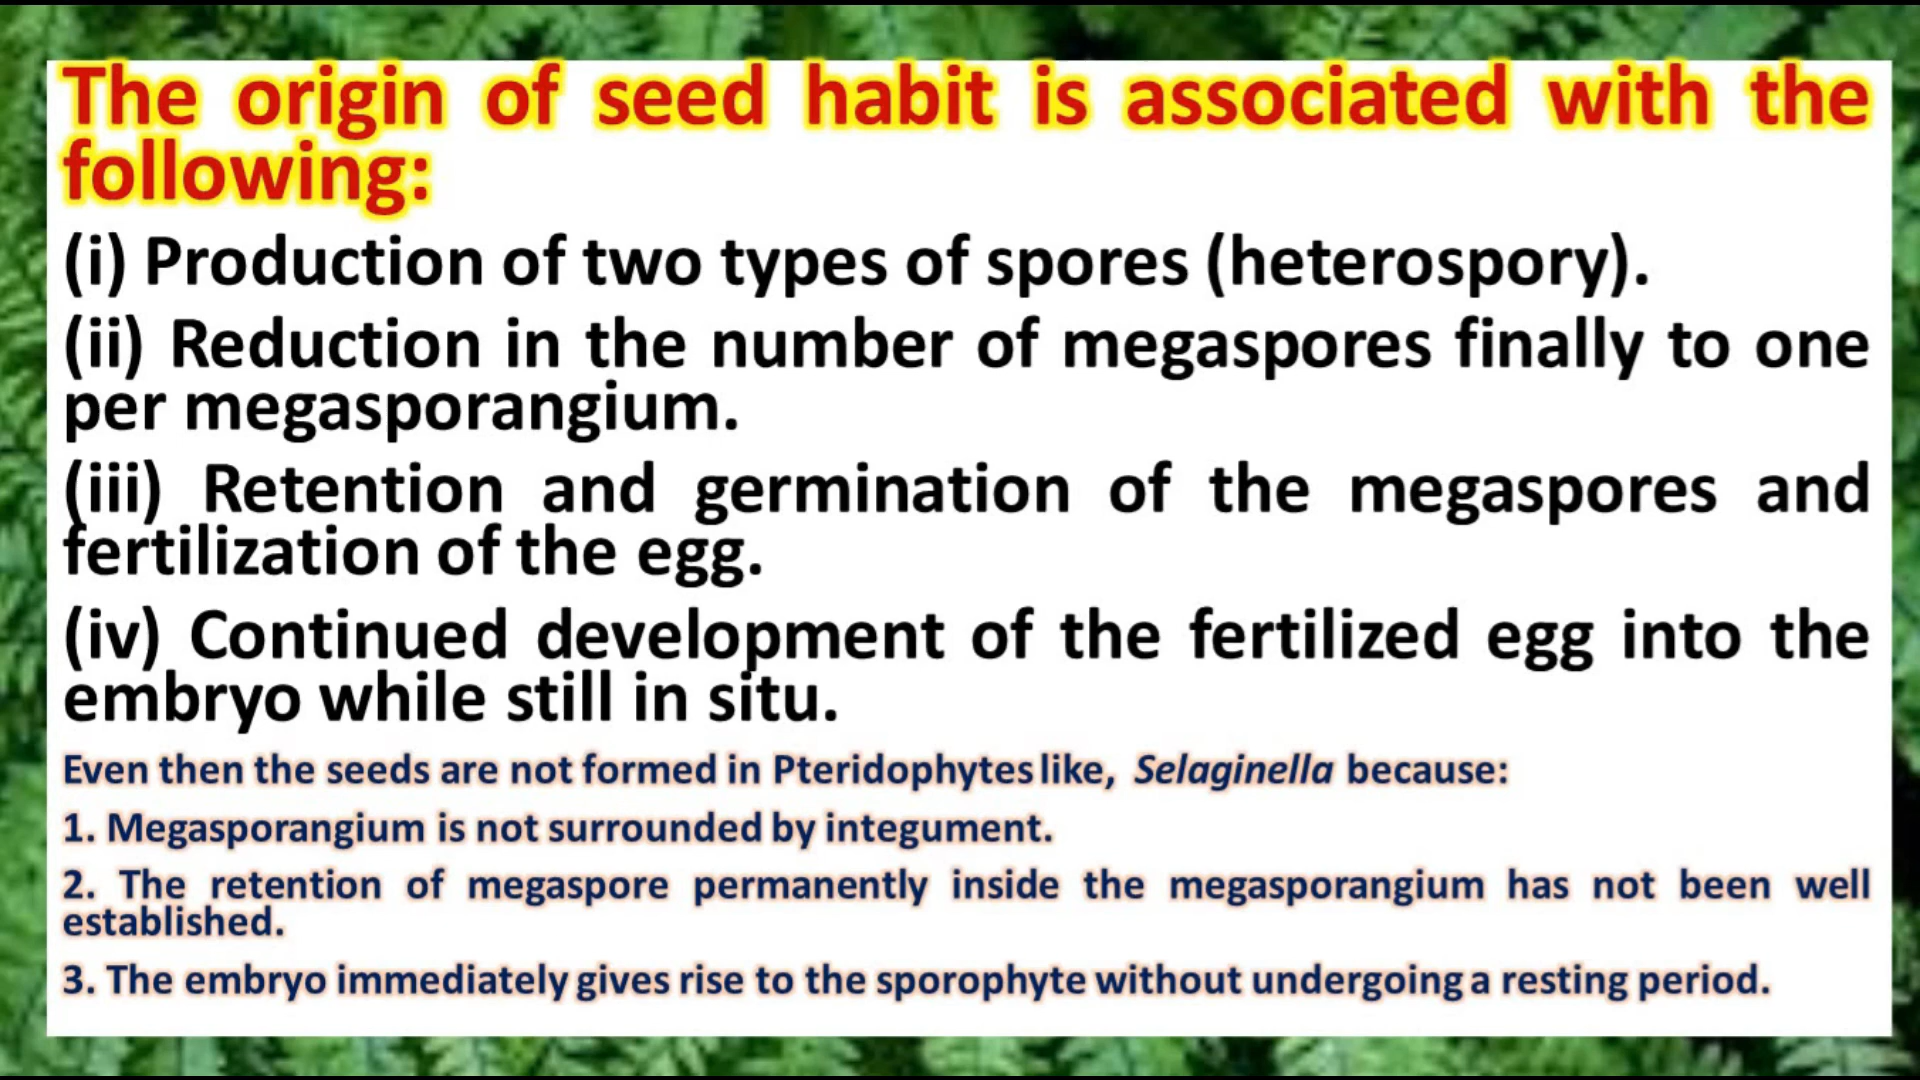 The origin of seed habit is associated with the
following:
(i) Production of two types of spores (heterospory).
(ii) Reduction in the number of megaspores finally to one
per megasporangium.
(iii) Retention and germination of the megaspores and
fertilization of the egg.
(iv) Continued development of the fertilized egg into the
embryo while still in situ.
Even then the seeds are not formed in Pteridophytes like, Selaginella because:
1. Megasporangium is not surrounded by integument.
2. The retention of megaspore permanently inside the megasporangium has not been well
established.
3. The embryo immediately gives rise to the sporophyte without undergoing a resting period.